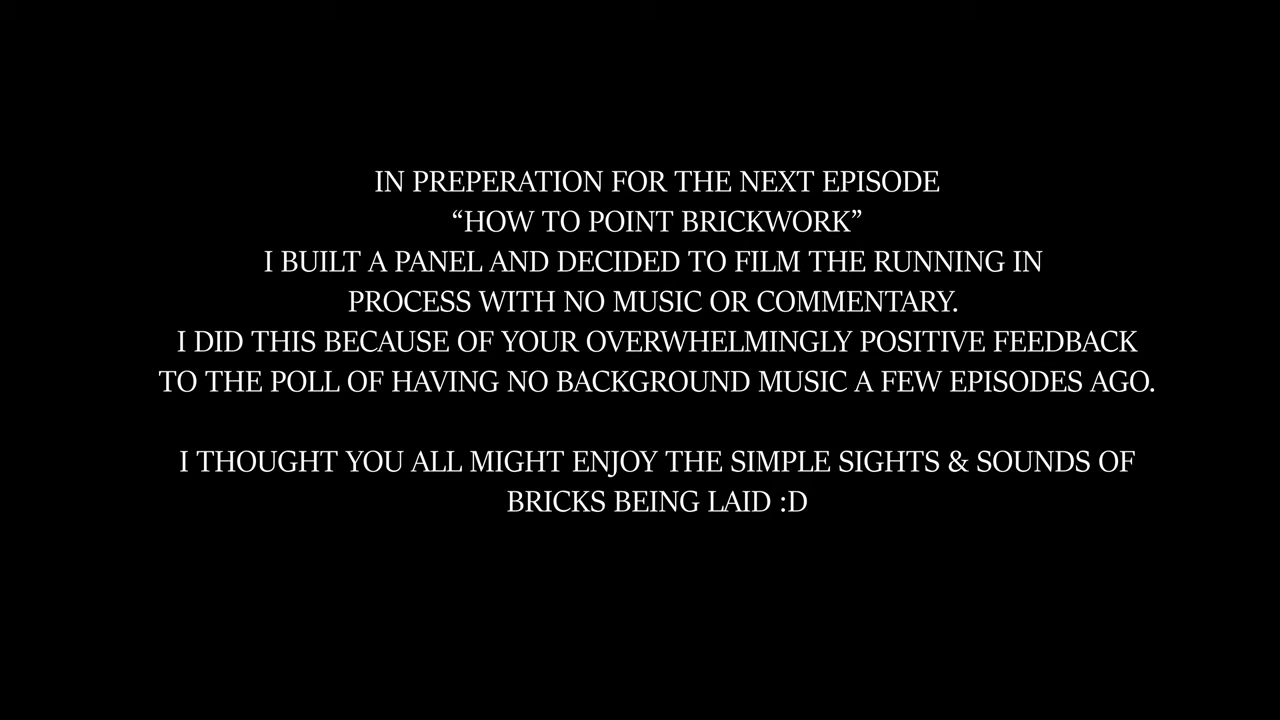 IN PREPERATION FOR THE NEXT EPISODE
“HOW TO POINT BRICKWORK”
I BUILT A PANEL AND DECIDED TO FILM THE RUNNING IN
PROCESS WITH NO MUSIC OR COMMENTARY.
I DID THIS BECAUSE OF YOUR OVERWHELMINGLY POSITIVE FEEDBACK
TO THE POLL OF HAVING NO BACKGROUND MUSIC A FEW EPISODES AGO.
I THOUGHT YOU ALL MIGHT ENJOY THE SIMPLE SIGHTS & SOUNDS OF
BRICKS BEING LAID :D